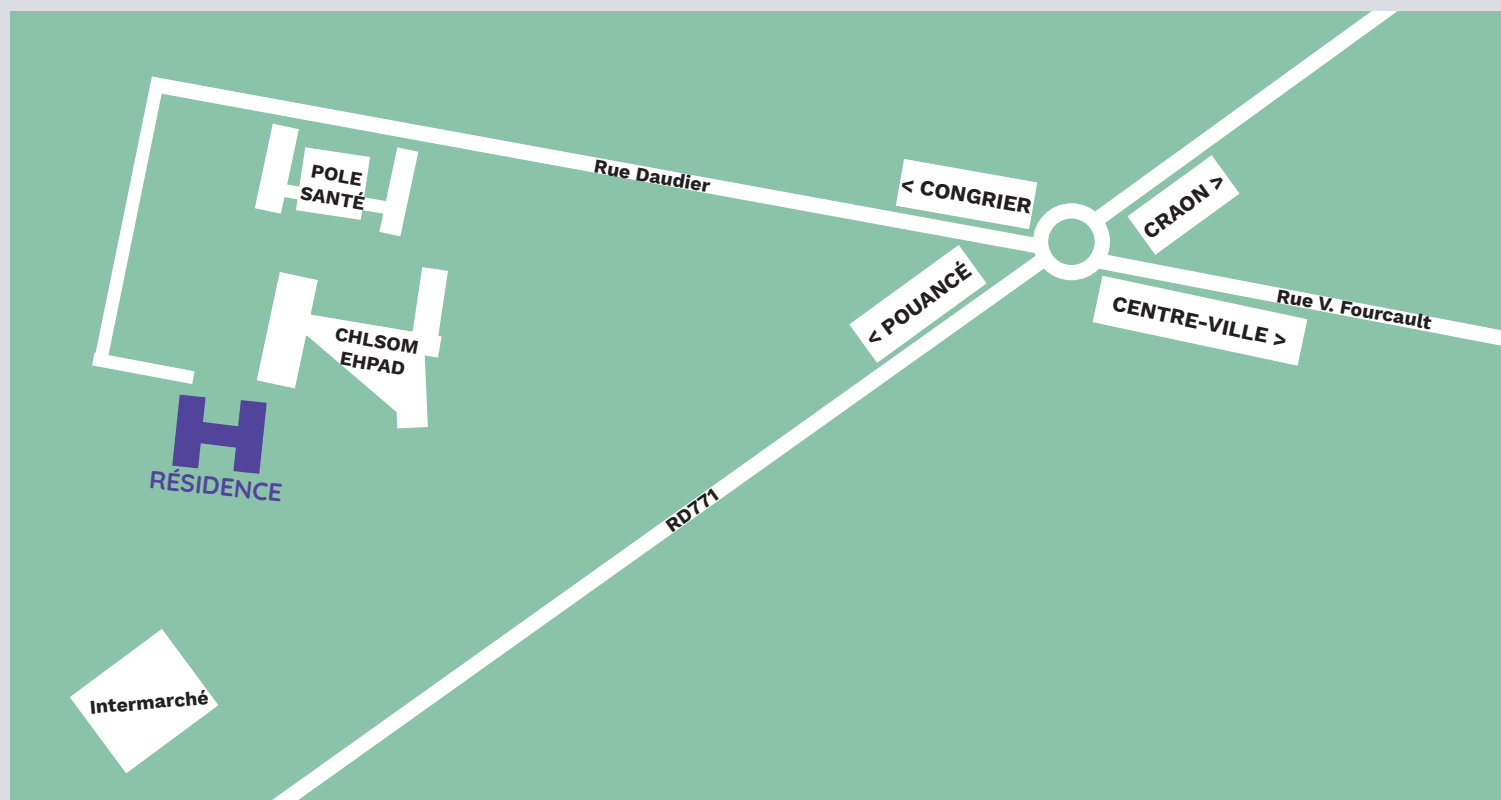 Rue Daudier
< CONGRIER
CRAON >
POLE
SANTÉ
< POUANCÉ
Rue V. Fourcault
CENTRE-VILLE >
CHLSOM
EHPAD
RÉSIDENCE
RD771
Intermarché